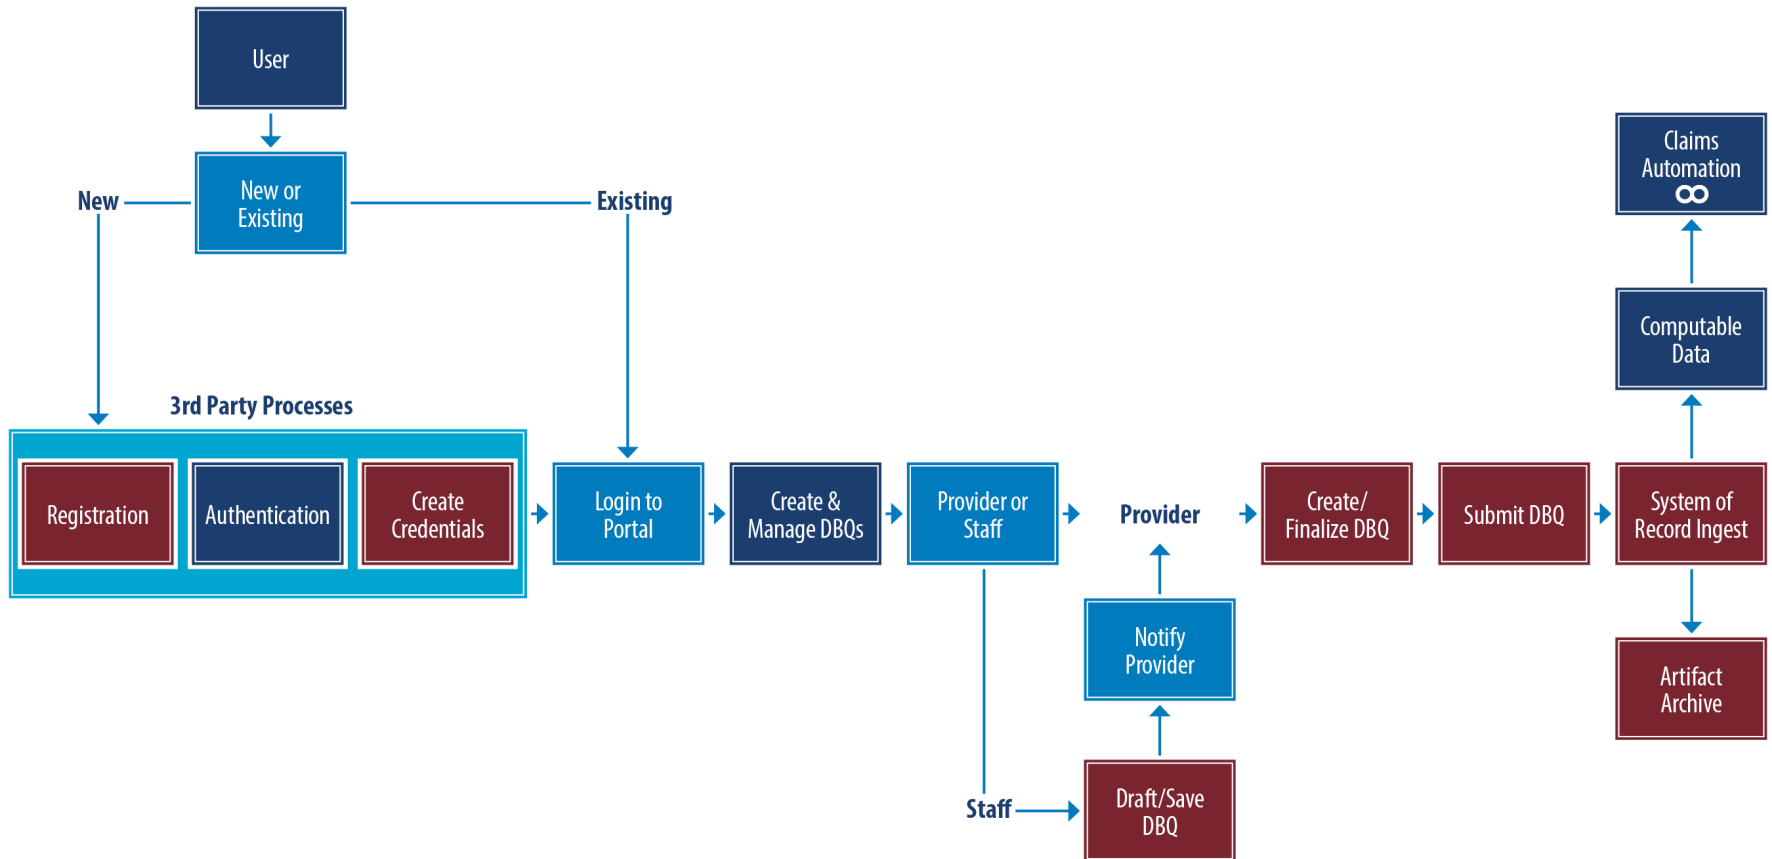 User
New or
Existing
New
Existing
Claims
Automation
Computable
Data
3rd Party Processes
Registration
Authentication
Create
Credentials
Login to
Portal
Create &
Manage DBQs
Provider or
Staff
Provider
Create/
Finalize DBQ
Submit DBQ
System of
Record Ingest
Notify
Provider
Artifact
Archive
Staff
Draft/Save
DBQ